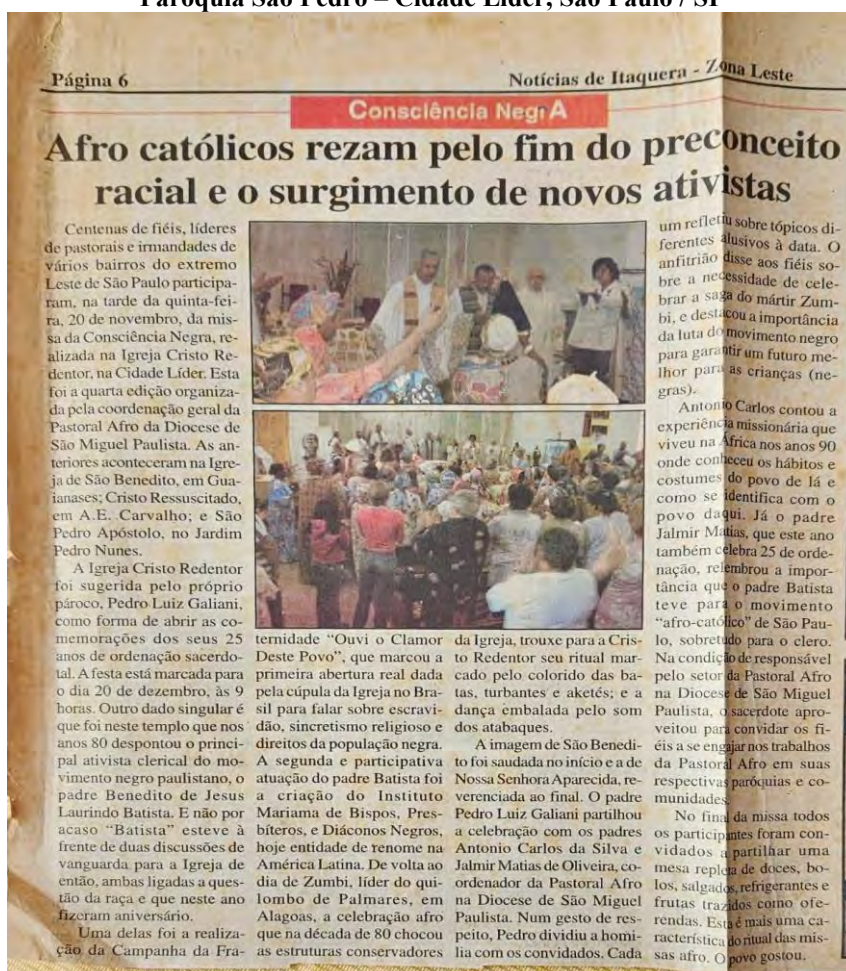 Paróquia São Pedro – Cidade Líder, São Paulo / SP
Página 6
Notícias de Itaquera - Zona Leste
Consciência NegrA
Afro católicos rezam pelo fim do preconceito
racial e o surgimento de novos ativistas
Centenas de fiéis, líderes
de pastorais e irmandades de
vários bairros do extremo
Leste de São Paulo participa-
ram, na tarde da quinta-fei-
ra, 20 de novembro, da mis-
sa da Consciência Negra, re-
alizada na Igreja Cristo Re-
dentor, na Cidade Líder. Esta
foi a quarta edição organiza-
da pela coordenação geral da
Pastoral Afro da Diocese de
São Miguel Paulista. As an-
teriores aconteceram na Igre-
ja de São Benedito, em Guai-
anases; Cristo Ressuscitado,
em A.E. Carvalho; e São
Pedro Apóstolo, no Jardim
Pedro Nunes.
A Igreja Cristo Redentor
foi sugerida pelo próprio
pároco, Pedro Luiz Galiani,
como forma de abrir as co-
memorações dos seus 25
anos de ordenação sacerdo-
tal. A festa está marcada para
o dia 20 de dezembro, às 9
horas. Outro dado singular é
que foi neste templo que nos
anos 80 despontou o princi-
pal ativista clerical do mo-
vimento negro paulistano, o
padre Benedito de Jesus
Laurindo Batista. E não por
acaso "Batista" esteve à
frente de duas discussões de
vanguarda para a Igreja de
então, ambas ligadas a ques-
tão da raça e que neste ano
fizeram aniversário.
Uma delas foi a realiza-
ção da Campanha da Fra-
ternidade "Ouvi o Clamor
Deste Povo", que marcou a
primeira abertura real dada
pela cúpula da Igreja no Bra-
sil para falar sobre escravi-
dão, sincretismo religioso e
direitos da população negra.
A segunda e participativa
atuação do padre Batista foi
a criação do Instituto
Mariama de Bispos, Pres-
bíteros, e Diáconos Negros,
hoje entidade de renome na
América Latina. De volta ao
dia de Zumbi, líder do qui-
lombo de Palmares, em
Alagoas, a celebração afro
que na década de 80 chocou
as estruturas conservadores
da Igreja, trouxe para a Cris-
to Redentor seu ritual mar-
cado pelo colorido das ba-
tas, turbantes e aketés; e a
dança embalada pelo som
dos atabaques.
A imagem de São Benedi-
to foi saudada no início e a de
Nossa Senhora Aparecida, re-
verenciada ao final. O padre
Pedro Luiz Galiani partilhou
a celebração com os padres
Antonio Carlos da Silva e
Jalmir Matias de Oliveira, co-
ordenador da Pastoral Afro
na Diocese de São Miguel
Paulista. Num gesto de res-
peito, Pedro dividiu a homi-
lia com os convidados. Cada
um refletiu sobre tópicos di-
ferentes alusivos à data. O
anfitrião disse aos fiéis so-
bre a necessidade de cele-
brar a saga do mártir Zum-
bi, e destacou a importância
da luta do movimento negro
para garantir um futuro me-
lhor para as crianças (ne-
gras).
Antonio Carlos contou a
experiência missionária que
viveu na África nos anos 90
onde conheceu os hábitos e
costumes do povo de lá e
como se identifica com o
povo daqui. Já o padre
Jalmir Matias, que este ano
também celebra 25 de orde-
nação, relembrou a impor-
tância que o padre Batista
teve para o movimento
"afro-católico" de São Pau-
lo, sobretudo para o clero.
Na condição de responsável
pelo setor da Pastoral Afro
na Diocese de São Miguel
Paulista, o sacerdote apro-
veitou para convidar os fi-
éis a se engajar nos trabalhos
da Pastoral Afro em suas
respectivas paróquias e co-
munidades.
No final da missa todos
os participantes foram con-
vidados a partilhar uma
mesa repleta de doces, bo-
los, salgados, refrigerantes e
frutas trazidos como ofe-
rendas. Esta é mais uma ca-
racterística do ritual das mis-
sas afro. O povo gostou.